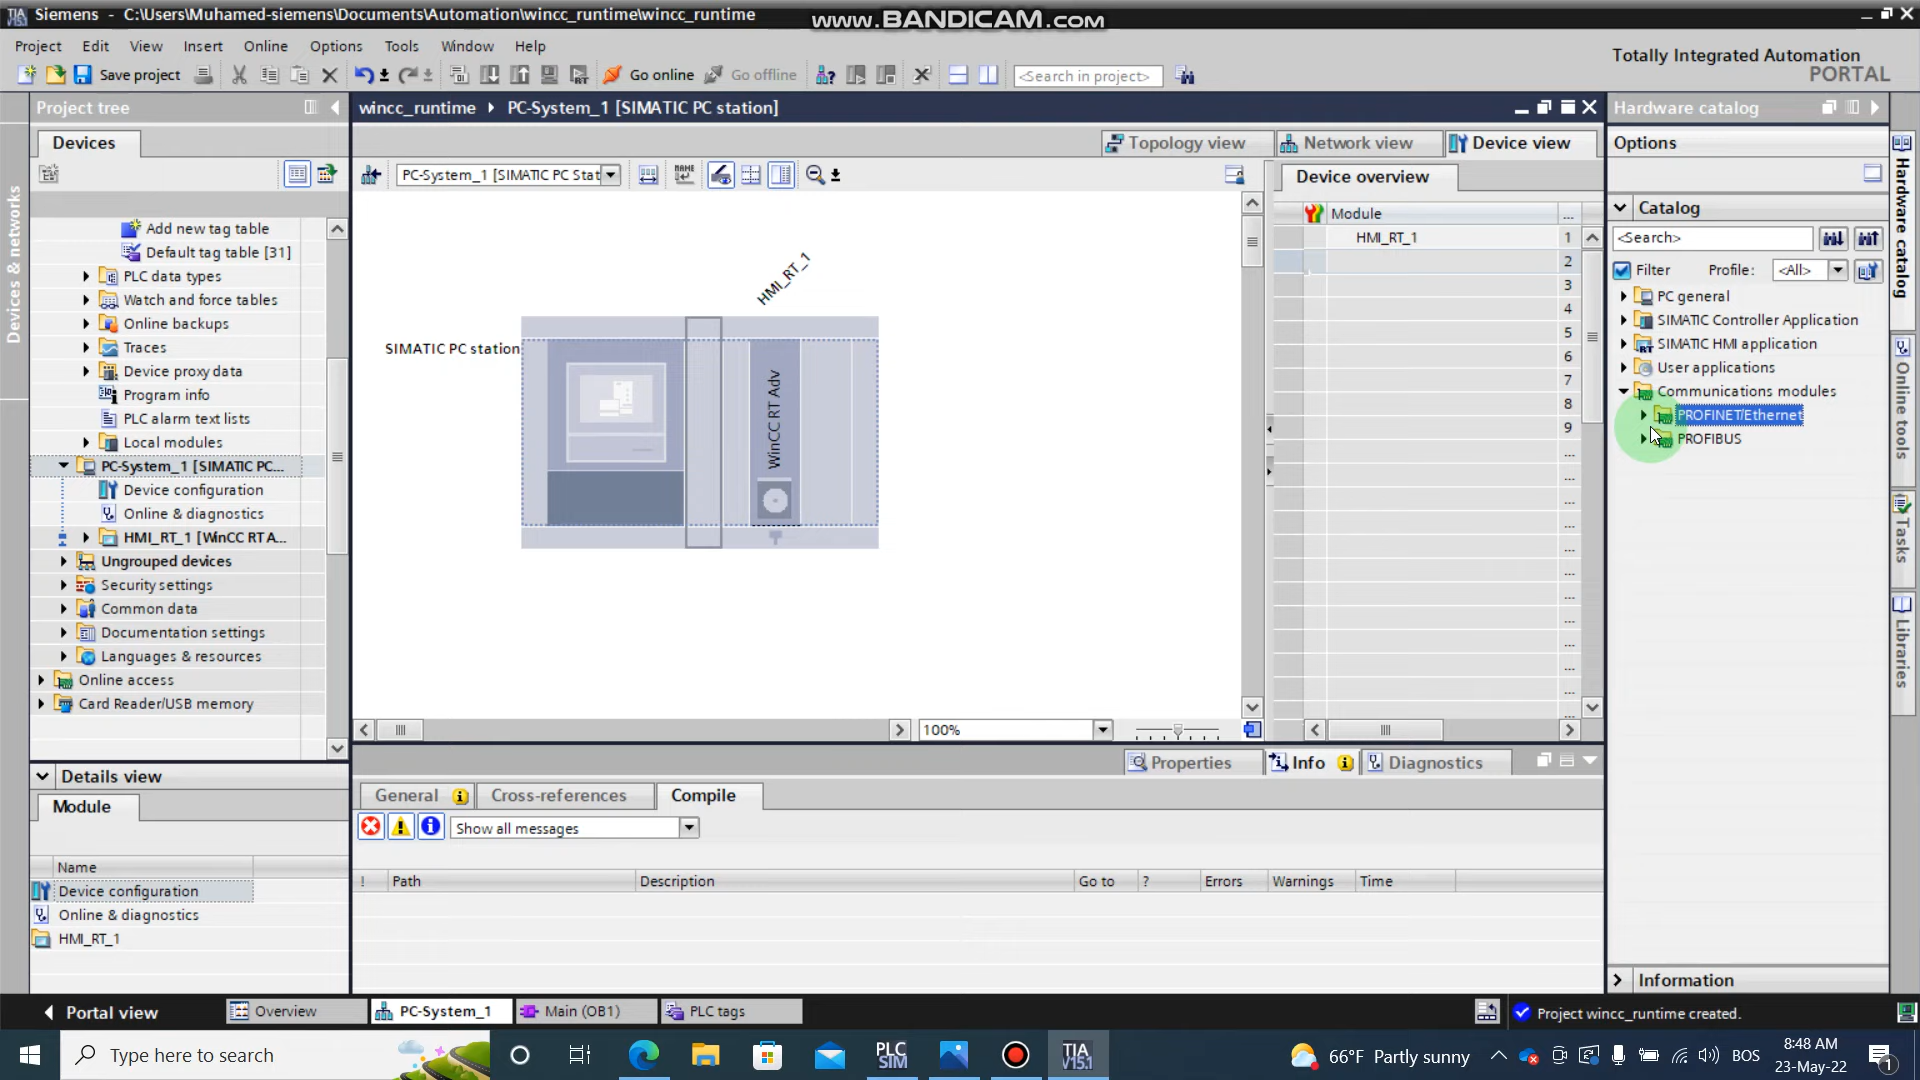 Siemens - C:\Users\Muhamed-siemens\Documents\Automation\wincc_runtime\wincc_runtime
www.BANDICAM.com
Project Edit View Insert Online Options Tools Window Help
Totally Integrated Automation
PORTAL
Save project Go online Go offline <Search in project>
Project tree
wincc_runtime PC-System_1 [SIMATIC PC station]
Hardware catalog
Devices
Topology view Network view Device view
Options
PC-System_1 [SIMATIC PC Stat
NAME
Device overview
Module ...
HMI_RT_1 1
2
3
4
5
6
7
8
9
...
...
...
...
...
...
...
...
...
...
...
Add new tag table
Default tag table [31]
PLC data types
Watch and force tables
Online backups
Traces
Device proxy data
Program info
PLC alarm text lists
Local modules
PC-System_1 [SIMATIC PC...
Device configuration
Online & diagnostics
HMI_RT_1 [WinCC RT A...
Ungrouped devices
Security settings
Common data
Documentation settings
Languages & resources
Online access
Card Reader/USB memory
Devices & networks
HMI_RT_1
SIMATIC PC station
WinCC RT Adv
100%
Catalog
<Search>
Filter Profile: <All>
PC general
SIMATIC Controller Application
SIMATIC HMI application
User applications
Communications modules
PROFINET/Ethernet
PROFIBUS
Information
Hardware catalog
Online tools
Tasks
Libraries
Properties Info Diagnostics
General Cross-references Compile
Show all messages
! Path Description Go to ? Errors Warnings Time
Details view
Module
Name
Device configuration
Online & diagnostics
HMI_RT_1
Portal view Overview PC-System_1 Main (OB1) PLC tags
Project wincc_runtime created.
Type here to search
PLC SIM
TIA V15.1
66°F Partly sunny
BOS
8:48 AM
23-May-22
1